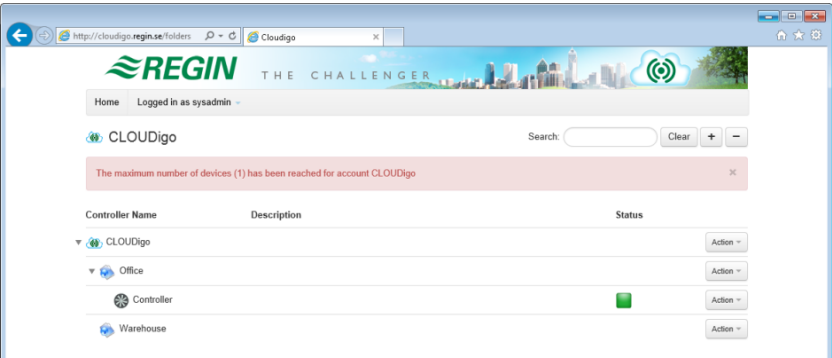 http://cloudigo.regin.se/folders
Cloudigo
REGIN THE CHALLENGER
Home Logged in as sysadmin
CLOUDigo Search: Clear + −
The maximum number of devices (1) has been reached for account CLOUDigo ×
Controller Name Description Status
CLOUDigo Action
Office Action
Controller Action
Warehouse Action